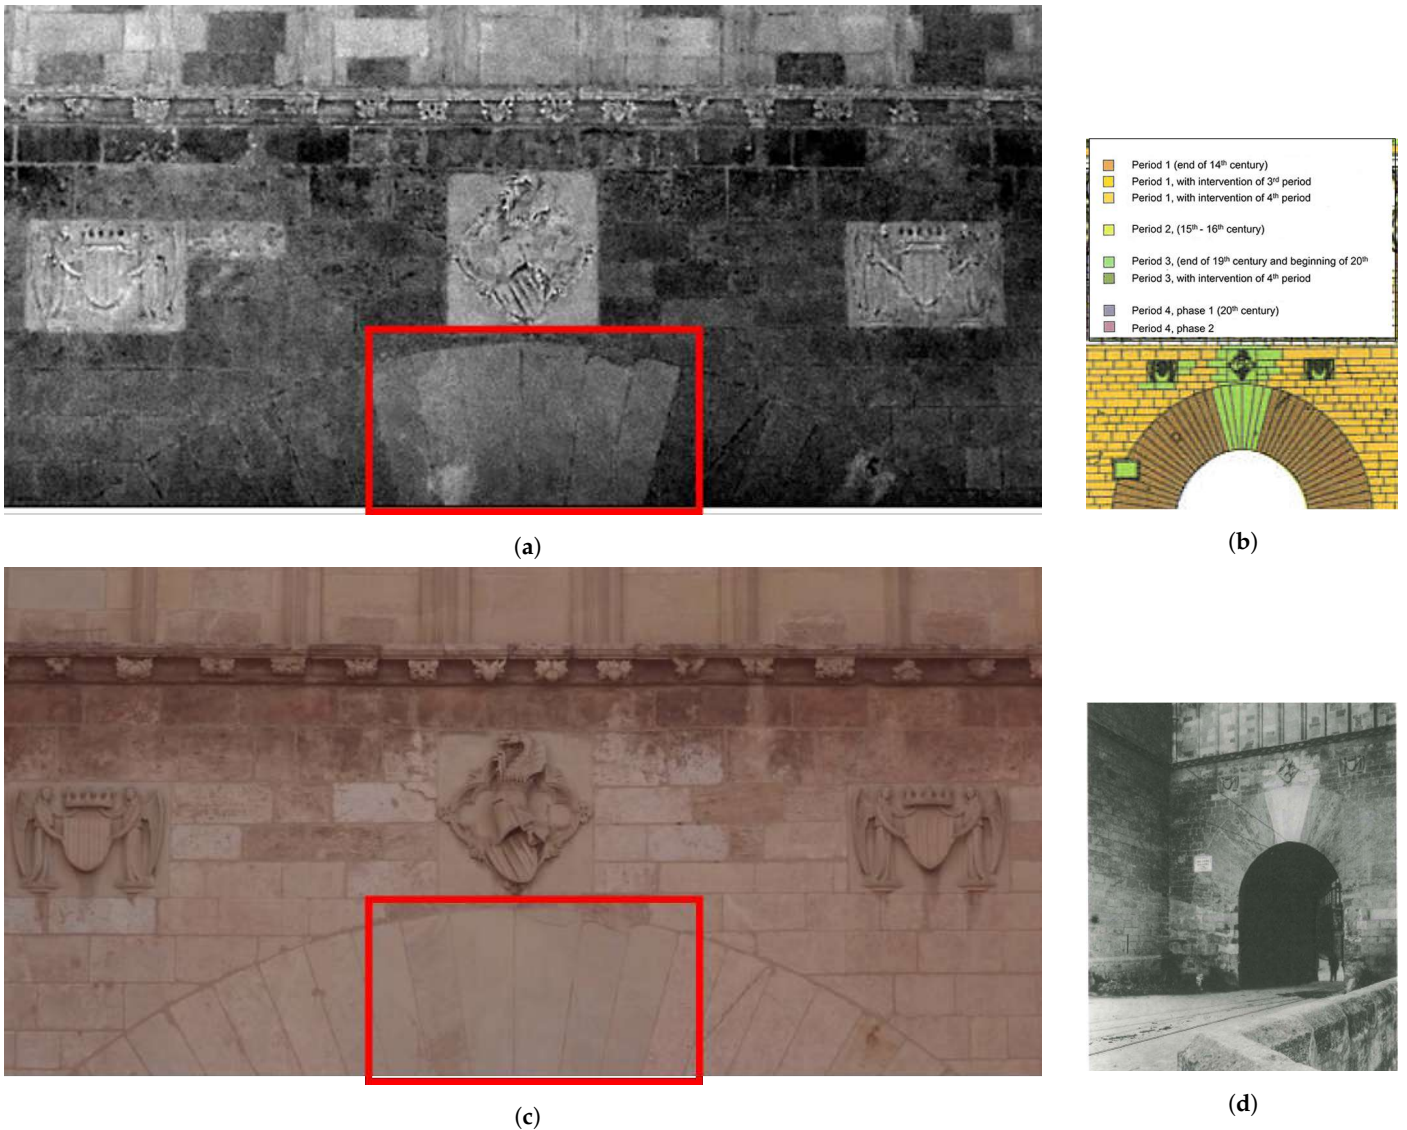 Period 1 (end of 14th century)
Period 1, with intervention of 3rd period
Period 1, with intervention of 4th period
Period 2, (15th - 16th century)
Period 3, (end of 19th century and beginning of 20th
Period 3, with intervention of 4th period
Period 4, phase 1 (20th century)
Period 4, phase 2
(a)
(b)
(c)
(d)